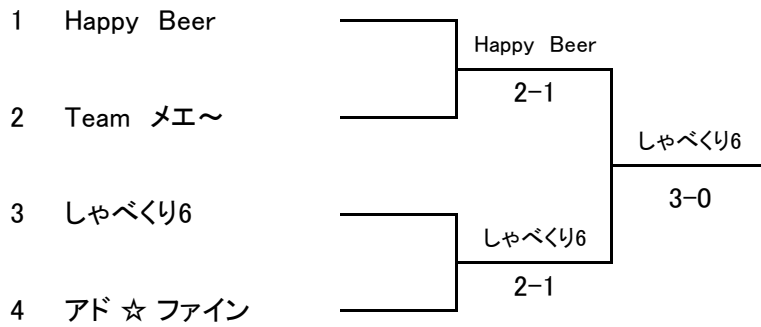 1 Happy Beer
Happy Beer
2-1
2 Team メエ～
しゃべくり6
3-0
3 しゃべくり6
しゃべくり6
2-1
4 アド ☆ ファイン